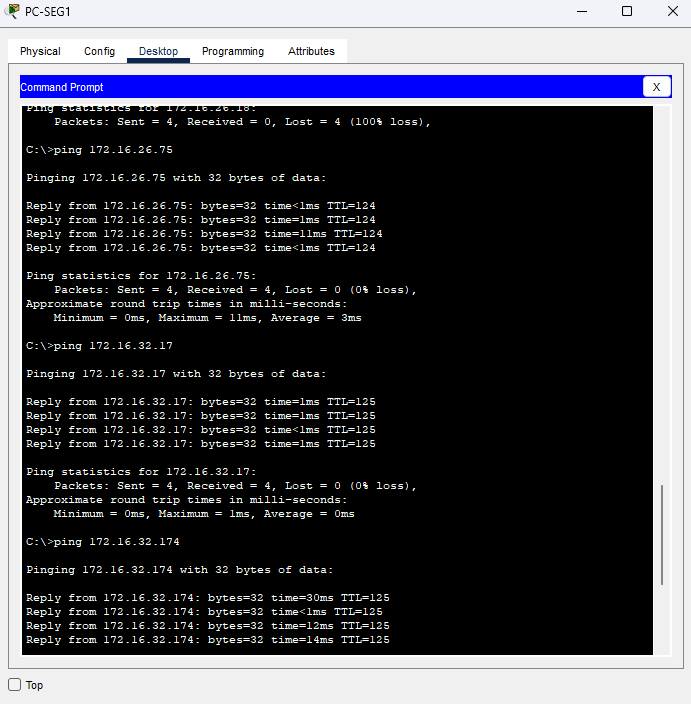 PC-SEG1
Physical Config Desktop Programming Attributes
Command Prompt X
Ping statistics for 172.16.26.18:
Packets: Sent = 4, Received = 0, Lost = 4 (100% loss),
C:\>ping 172.16.26.75
Pinging 172.16.26.75 with 32 bytes of data:
Reply from 172.16.26.75: bytes=32 time<1ms TTL=124
Reply from 172.16.26.75: bytes=32 time=1ms TTL=124
Reply from 172.16.26.75: bytes=32 time=11ms TTL=124
Reply from 172.16.26.75: bytes=32 time<1ms TTL=124
Ping statistics for 172.16.26.75:
Packets: Sent = 4, Received = 4, Lost = 0 (0% loss),
Approximate round trip times in milli-seconds:
Minimum = 0ms, Maximum = 11ms, Average = 3ms
C:\>ping 172.16.32.17
Pinging 172.16.32.17 with 32 bytes of data:
Reply from 172.16.32.17: bytes=32 time=1ms TTL=125
Reply from 172.16.32.17: bytes=32 time=1ms TTL=125
Reply from 172.16.32.17: bytes=32 time<1ms TTL=125
Reply from 172.16.32.17: bytes=32 time=1ms TTL=125
Ping statistics for 172.16.32.17:
Packets: Sent = 4, Received = 4, Lost = 0 (0% loss),
Approximate round trip times in milli-seconds:
Minimum = 0ms, Maximum = 1ms, Average = 0ms
C:\>ping 172.16.32.174
Pinging 172.16.32.174 with 32 bytes of data:
Reply from 172.16.32.174: bytes=32 time=30ms TTL=125
Reply from 172.16.32.174: bytes=32 time<1ms TTL=125
Reply from 172.16.32.174: bytes=32 time=12ms TTL=125
Reply from 172.16.32.174: bytes=32 time=14ms TTL=125
Top